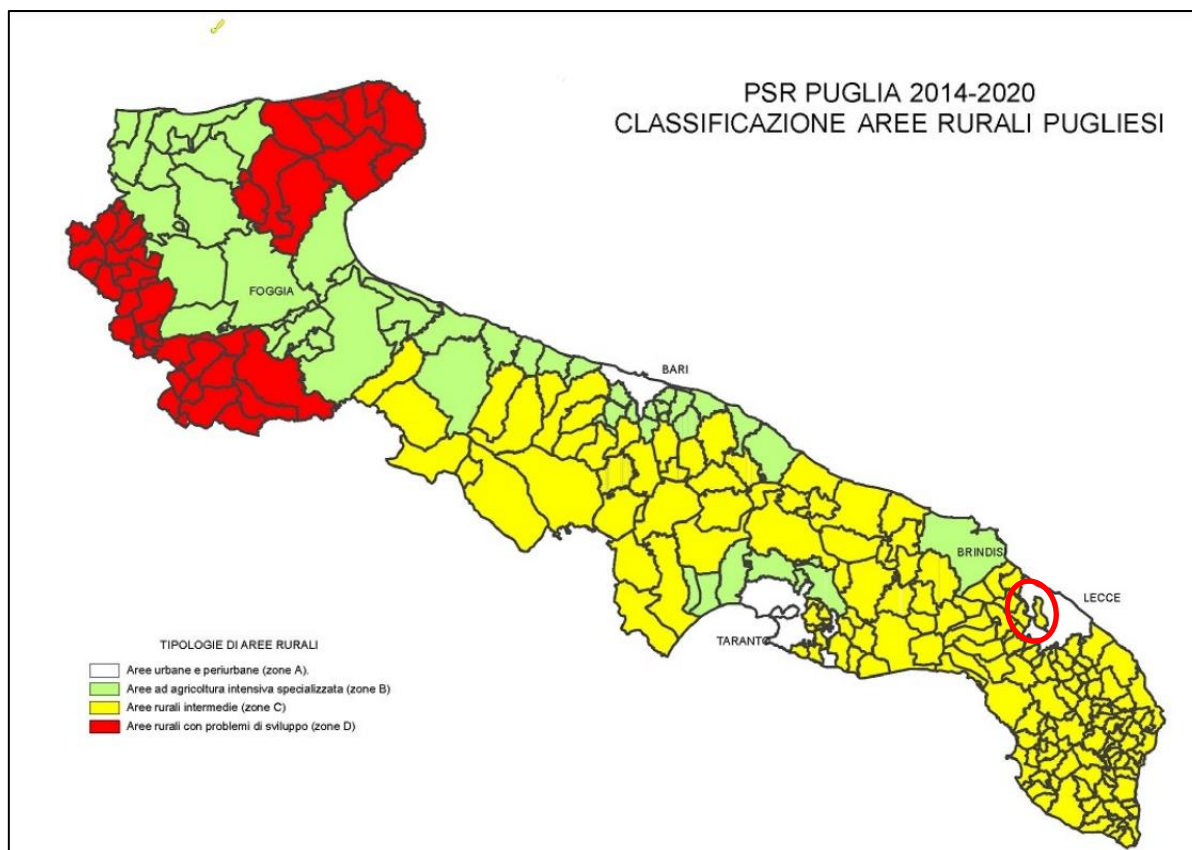 PSR PUGLIA 2014-2020
CLASSIFICAZIONE AREE RURALI PUGLIESI
FOGGIA
BARI
BRINDISI
LECCE
TARANTO
TIPOLOGIE DI AREE RURALI
Aree urbane e periurbane (zone A).
Aree ad agricoltura intensiva specializzata (zone B)
Aree rurali intermedie (zone C)
Aree rurali con problemi di sviluppo (zone D)